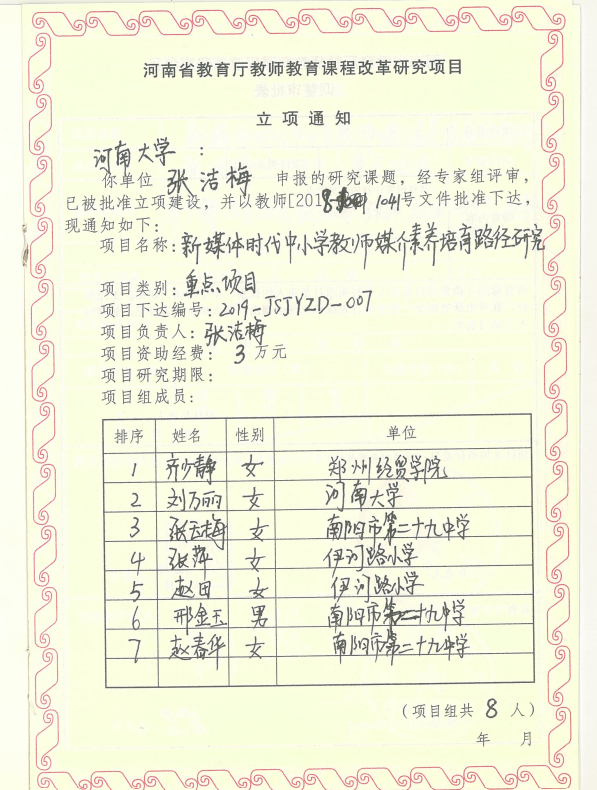 河南省教育厅教师教育课程改革研究项目
立项通知
河南大学：
你单位 张洁梅 申报的研究课题，经专家组评审，
已被批准立项建设，并以教师[2018] 1041号文件批准下达，
现通知如下：
项目名称：新媒体时代中小学教师媒介素养培育路径研究
项目类别：重点项目
项目下达编号：2019-JSJYZD-007
项目负责人：张洁梅
项目资助经费： 3 万元
项目研究期限：
项目组成员：
排序 姓名 性别 单位
1 齐少静 女 郑州经贸学院
2 刘万丽 女 河南大学
3 张云梅 女 南阳市第二十九中学
4 张萍 女 伊河路小学
5 赵田 女 伊河路小学
6 邢金玉 男 南阳市第二十九中学
7 赵春华 女 南阳市第二十九中学
（项目组共 8 人）
年 月